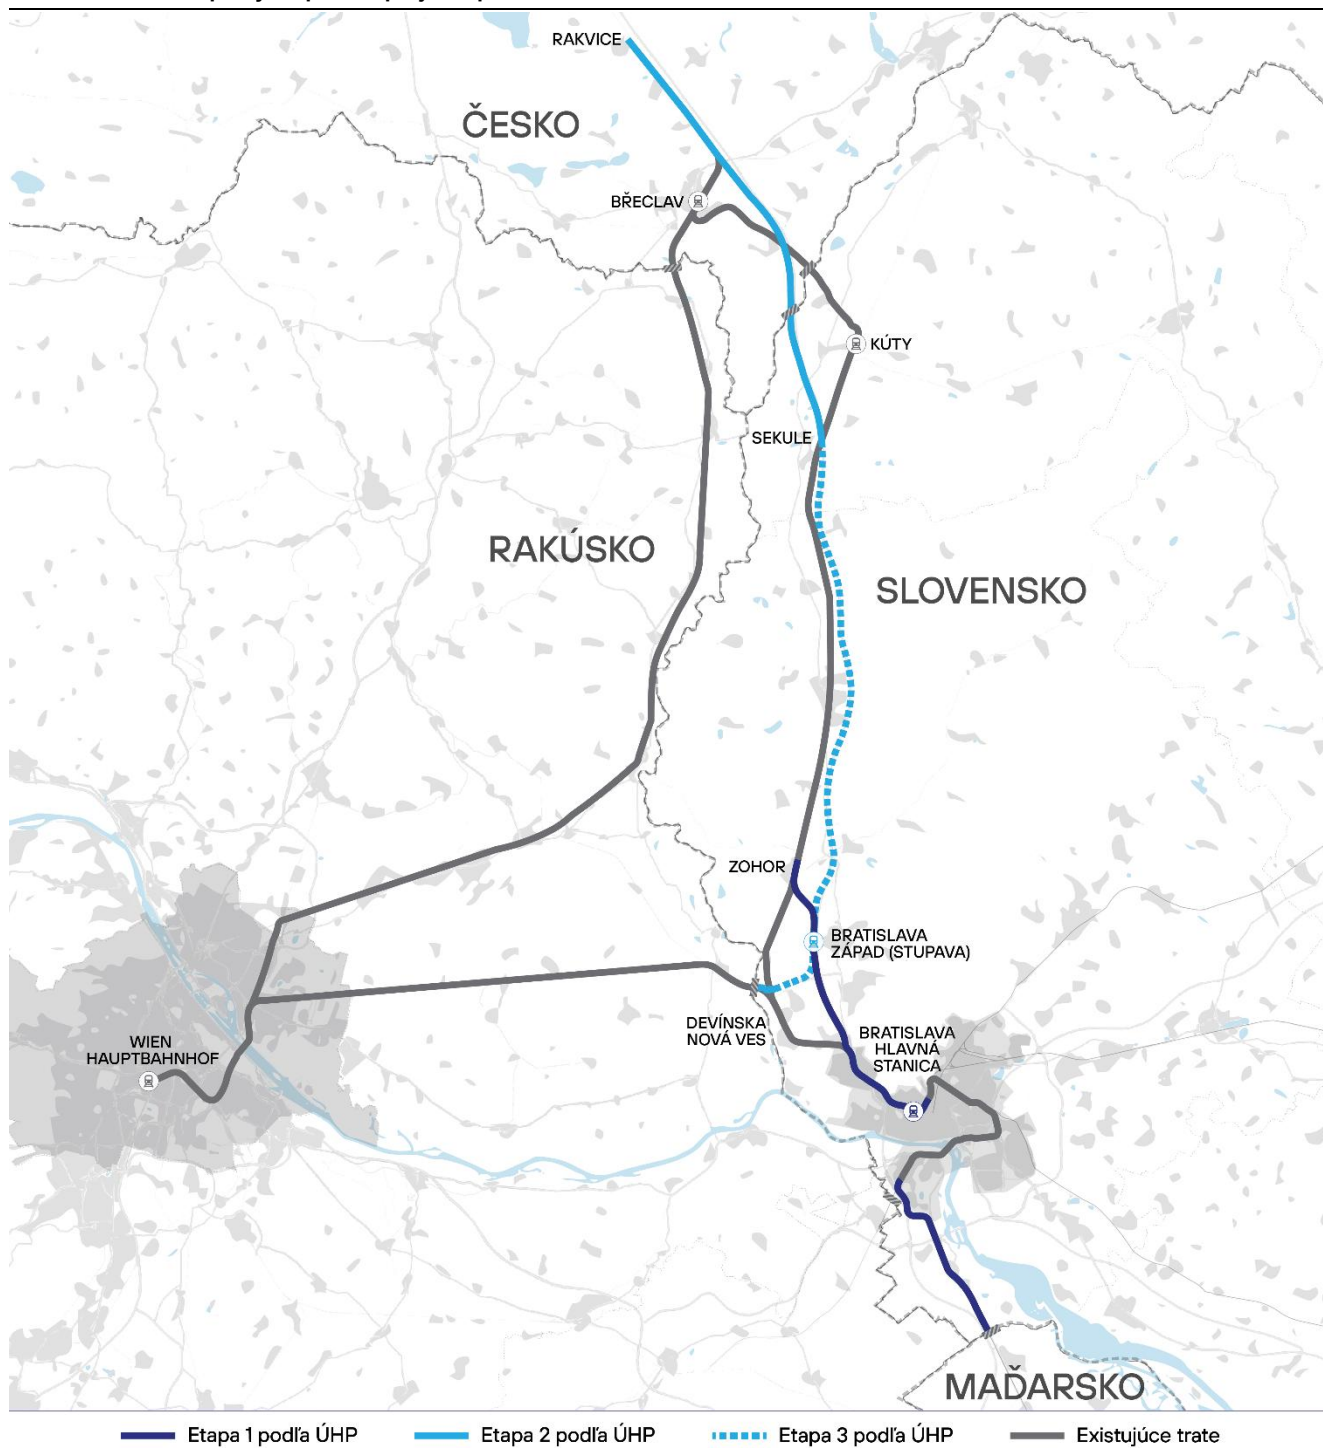 RAKVICE
ČESKO
BŘECLAV
KÚTY
SEKULE
RAKÚSKO
SLOVENSKO
ZOHOR
BRATISLAVA
ZÁPAD (STUPAVA)
DEVÍNSKA
NOVÁ VES
BRATISLAVA
HLAVNÁ
STANICA
WIEN
HAUPTBAHNHOF
MAĎARSKO
Etapa 1 podľa ÚHP
Etapa 2 podľa ÚHP
Etapa 3 podľa ÚHP
Existujúce trate